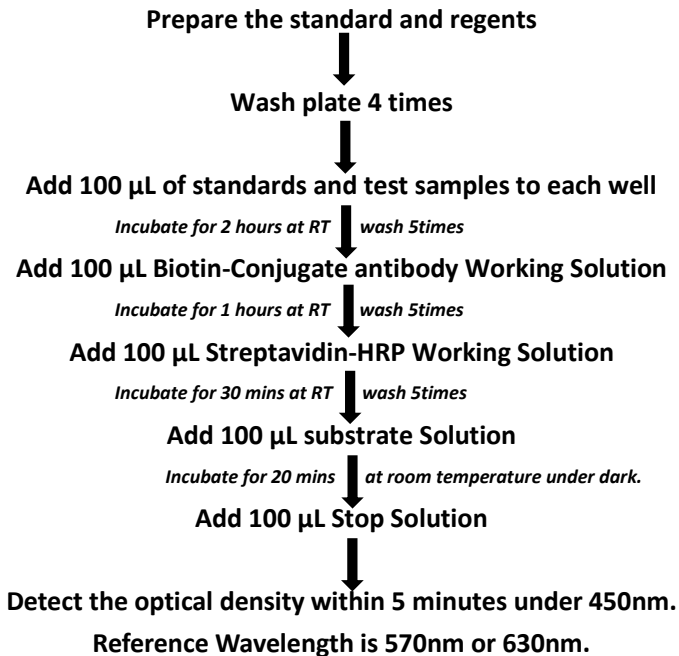 Prepare the standard and regents
Wash plate 4 times
Add 100 µL of standards and test samples to each well
Incubate for 2 hours at RT wash 5times
Add 100 µL Biotin-Conjugate antibody Working Solution
Incubate for 1 hours at RT wash 5times
Add 100 µL Streptavidin-HRP Working Solution
Incubate for 30 mins at RT wash 5times
Add 100 µL substrate Solution
Incubate for 20 mins at room temperature under dark.
Add 100 µL Stop Solution
Detect the optical density within 5 minutes under 450nm.
Reference Wavelength is 570nm or 630nm.